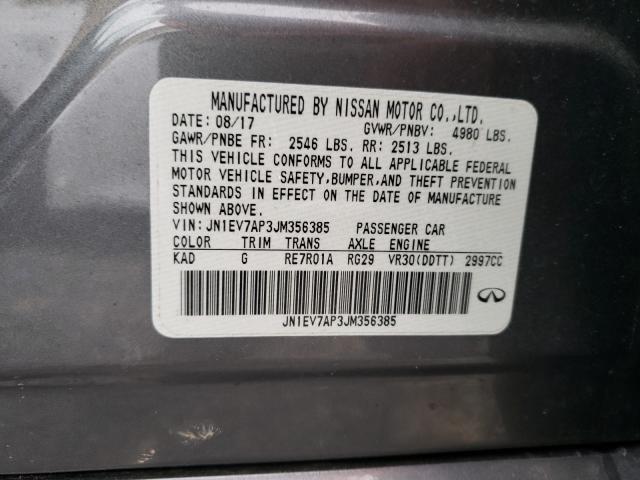 MANUFACTURED BY NISSAN MOTOR CO.,LTD.
DATE: 08/17 GVWR/PNBV: 4980 LBS.
GAWR/PNBE FR: 2546 LBS. RR: 2513 LBS.
THIS VEHICLE CONFORMS TO ALL APPLICABLE FEDERAL
MOTOR VEHICLE SAFETY,BUMPER,AND THEFT PREVENTION
STANDARDS IN EFFECT ON THE DATE OF MANUFACTURE
SHOWN ABOVE.
VIN: JN1EV7AP3JM356385 PASSENGER CAR
COLOR TRIM TRANS AXLE ENGINE
KAD G RE7R01A RG29 VR30(DDTT) 2997CC
JN1EV7AP3JM356385